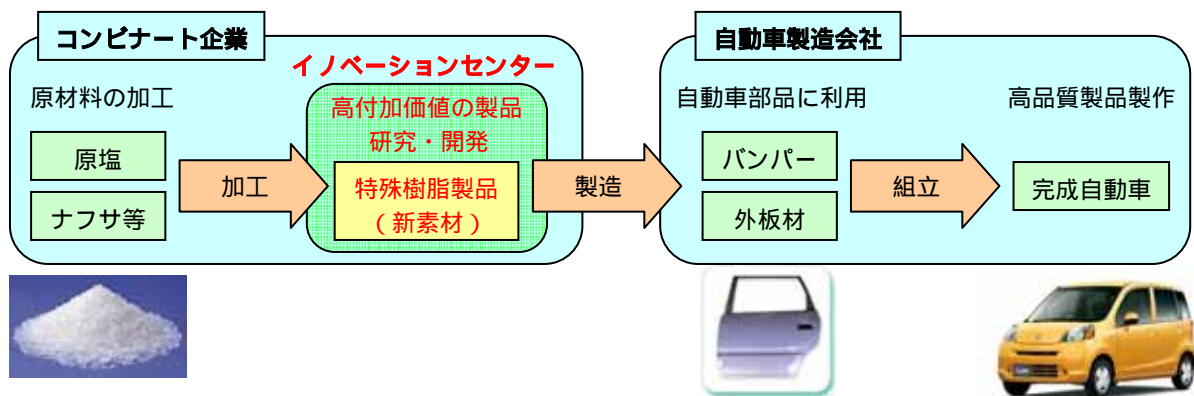 コンビナート企業
イノベーションセンター
原材料の加工
原塩
ナフサ等
加工
高付加価値の製品
研究・開発
特殊樹脂製品
(新素材)
製造
自動車製造会社
自動車部品に利用
バンパー
外板材
組立
高品質製品製作
完成自動車